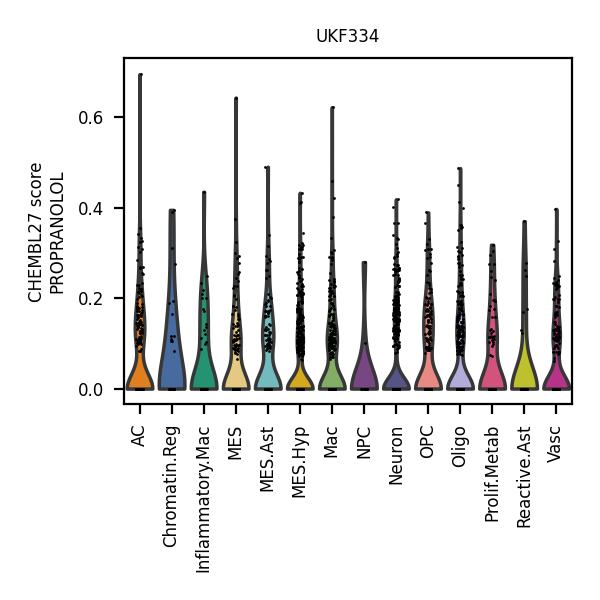 UKF334
CHEMBL27 score
PROPRANOLOL
0.6
0.4
0.2
0.0
AC
Chromatin.Reg
Inflammatory.Mac
MES
MES.Ast
MES.Hyp
Mac
NPC
Neuron
OPC
Oligo
Prolif.Metab
Reactive.Ast
Vasc